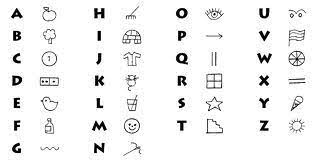 A H O U
B I P V
C J Q W
D K R X
E L S Y
F M T Z
G N